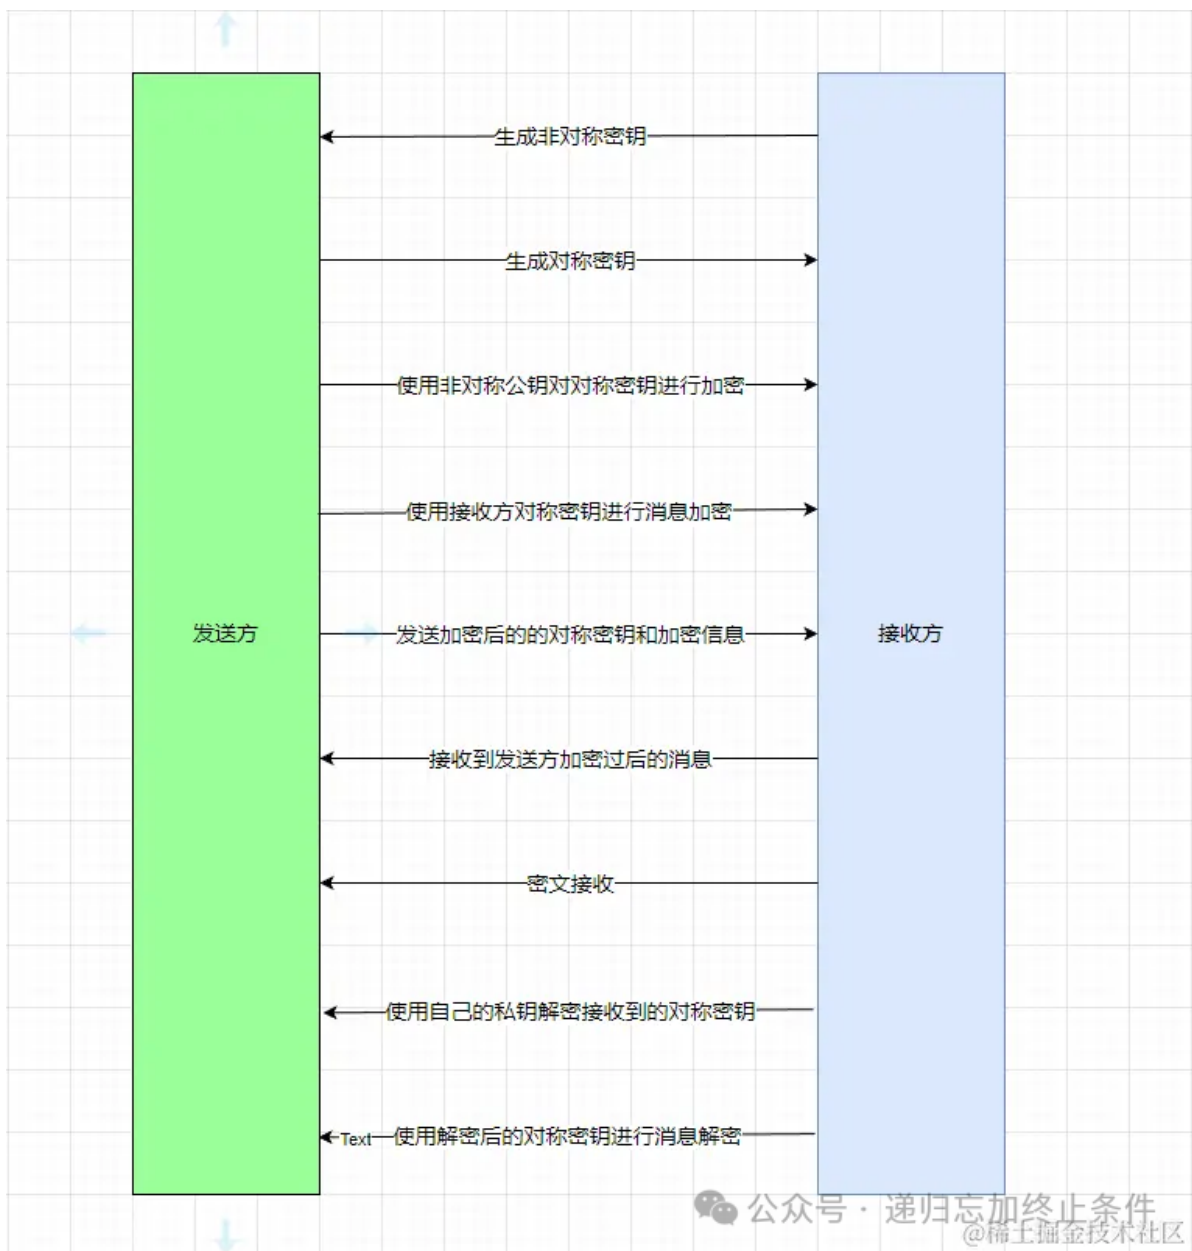 生成非对称密钥
生成对称密钥
使用非对称公钥对对称密钥进行加密
使用接收方对称密钥进行消息加密
发送方
发送加密后的的对称密钥和加密信息
接收方
接收到发送方加密过后的消息
密文接收
使用自己的私钥解密接收到的对称密钥
Text
使用解密后的对称密钥进行消息解密
公众号 · 递归忘加终止条件
@稀土掘金技术社区